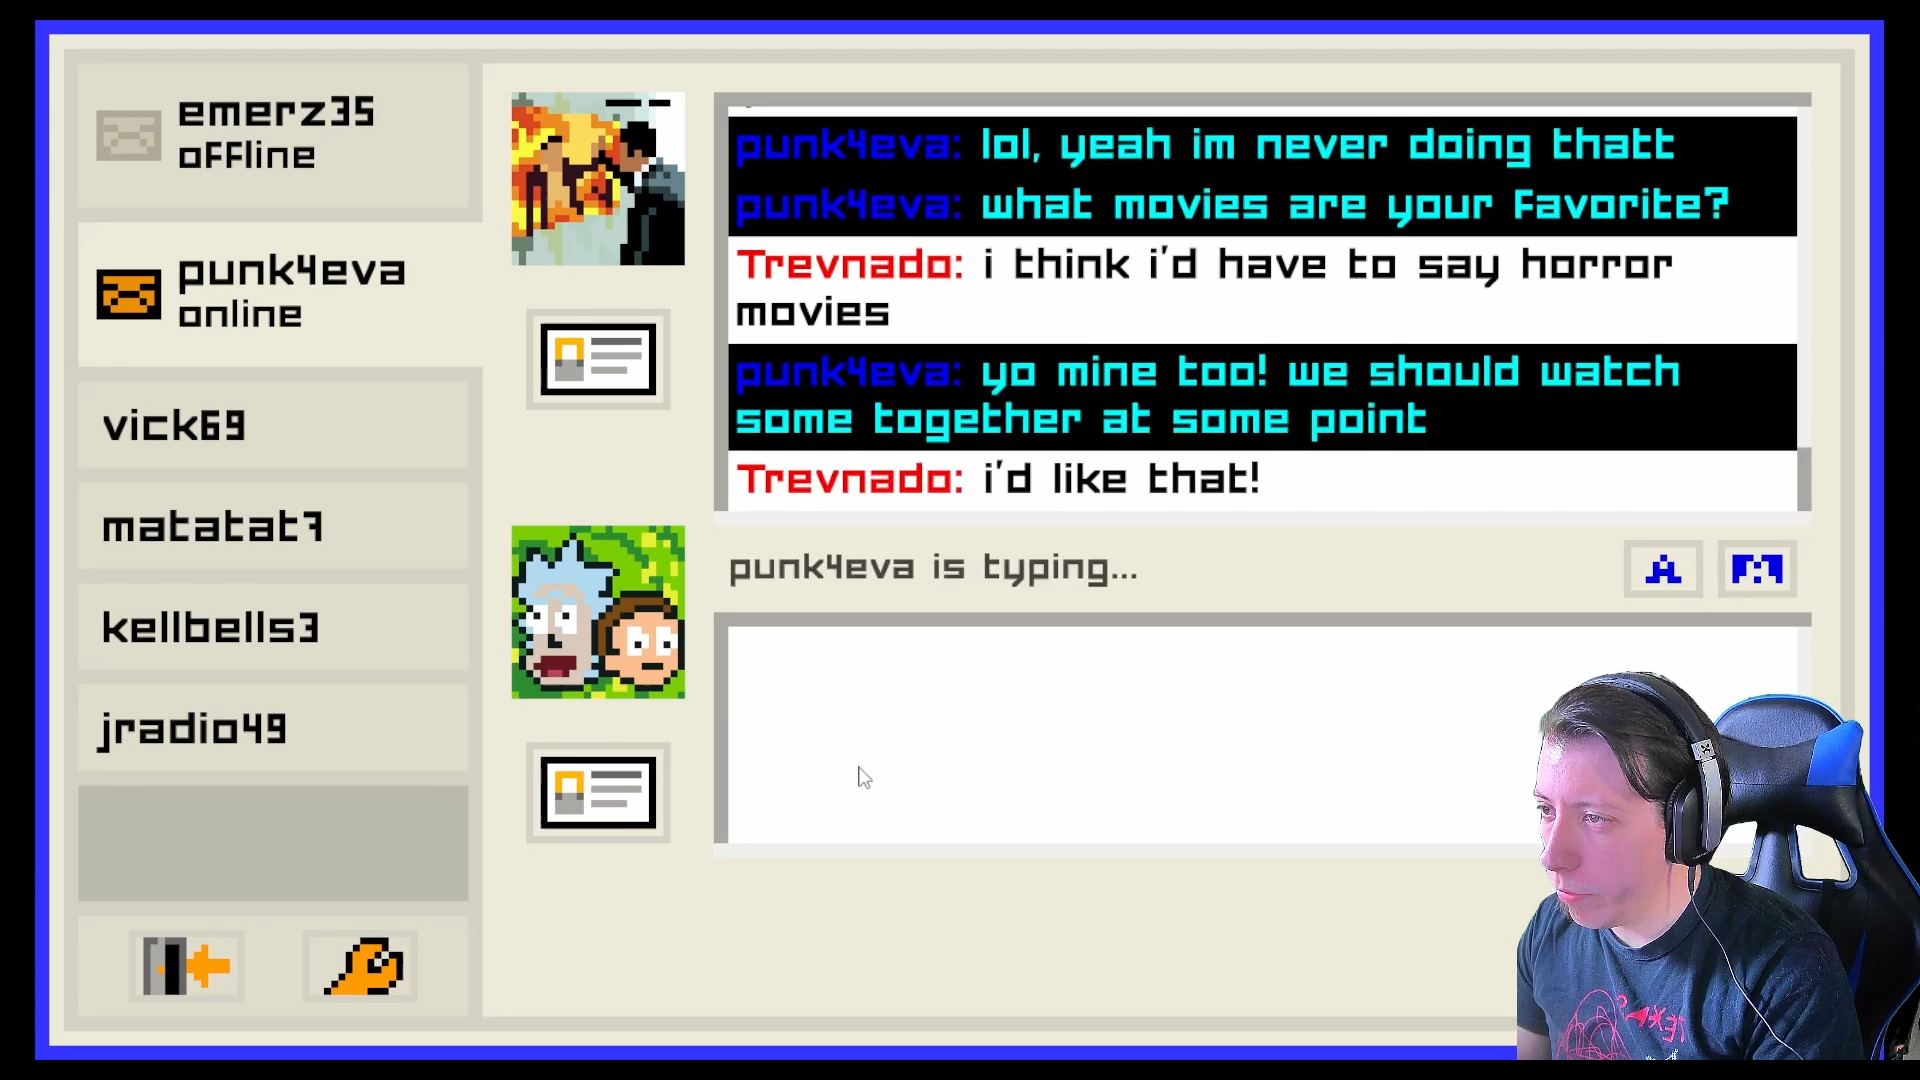 emerz35
offline
punk4eva
online
vick69
matatat7
kellbells3
jradio49
punk4eva: lol, yeah im never doing thatt
punk4eva: what movies are your favorite?
Trevnado: i think i'd have to say horror
movies
punk4eva: yo mine too! we should watch
some together at some point
Trevnado: i'd like that!
punk4eva is typing...
A